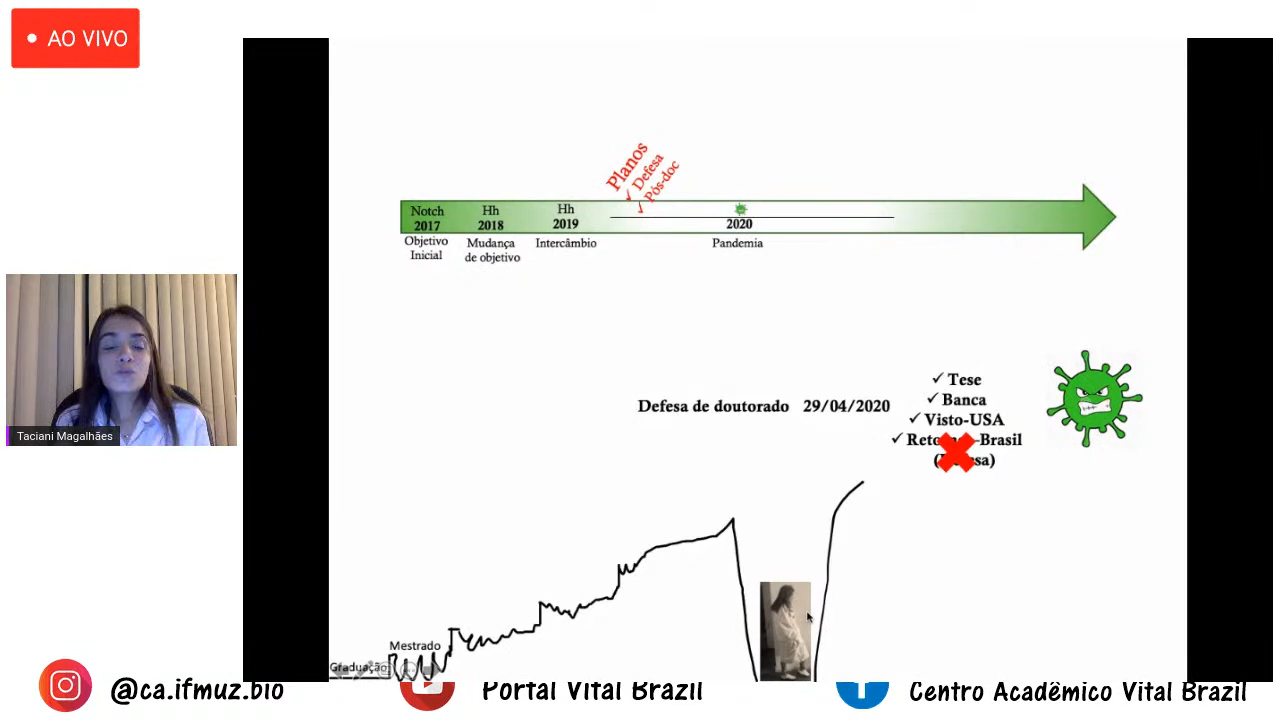 AO VIVO
Planos
✓ Defesa
✓ Pós-doc
Notch
2017
Objetivo
Inicial
Hh
2018
Mudança
de objetivo
Hh
2019
Intercâmbio
2020
Pandemia
Taciani Magalhães
Defesa de doutorado 29/04/2020
✓ Tese
✓ Banca
✓ Visto-USA
-Brasil
Mestrado
Graduação
@ca.ifmuz.bio
Portal Vital Brazil
Centro Acadêmico Vital Brazil